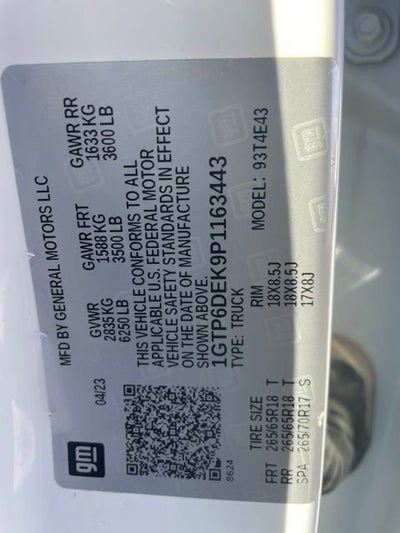 gm
MFD BY GENERAL MOTORS LLC
04/23
GVWR
2835 KG
6250 LB
GAWR FRT
1588 KG
3500 LB
GAWR RR
1633 KG
3600 LB
THIS VEHICLE CONFORMS TO ALL
APPLICABLE U.S. FEDERAL MOTOR
VEHICLE SAFETY STANDARDS IN EFFECT
ON THE DATE OF MANUFACTURE
SHOWN ABOVE.
1GTP6DEK9P1163443
TYPE: TRUCK
MODEL: 93T4E43
8624
TIRE SIZE RIM
FRT 265/65R18 T 18X8.5J
RR 265/65R18 T 18X8.5J
SPA 265/70R17 S 17X8J